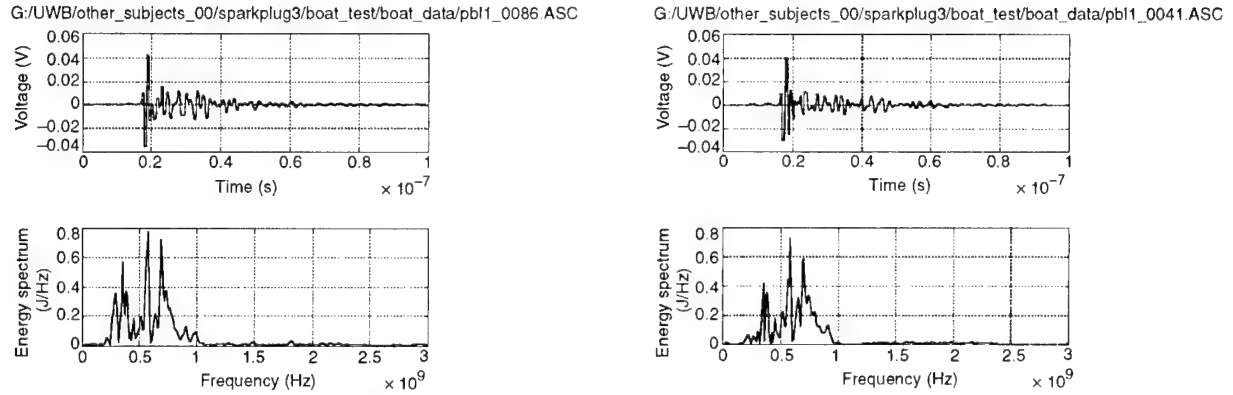 G:/UWB/other_subjects_00/sparkplug3/boat_test/boat_data/pbl1_0086.ASC
Voltage (V)
0.06
0.04
0.02
0
−0.02
−0.04
0 0.2 0.4 0.6 0.8 1
Time (s) × 10−7
Energy spectrum
(J/Hz)
0.8
0.6
0.4
0.2
0
0 0.5 1 1.5 2 2.5 3
Frequency (Hz) × 109
G:/UWB/other_subjects_00/sparkplug3/boat_test/boat_data/pbl1_0041.ASC
Voltage (V)
0.06
0.04
0.02
0
−0.02
−0.04
0 0.2 0.4 0.6 0.8 1
Time (s) × 10−7
Energy spectrum
(J/Hz)
0.8
0.6
0.4
0.2
0
0 0.5 1 1.5 2 2.5 3
Frequency (Hz) × 109